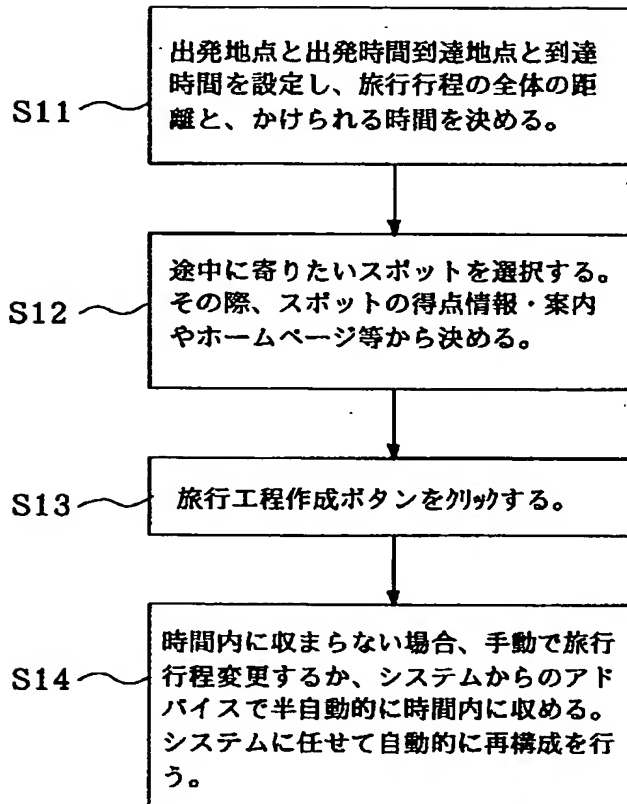 出発地点と出発時間到達地点と到達
時間を設定し、旅行行程の全体の距
離と、かけられる時間を決める。
S11
途中に寄りたいスポットを選択する。
その際、スポットの得点情報・案内
やホームページ等から決める。
S12
S13
旅行工程作成ボタンをクリックする。
時間内に収まらない場合、手動で旅行
行程変更するか、システムからのアド
バイスで半自動的に時間内に収める。
システムに任せて自動的に再構成を行
う。
S14